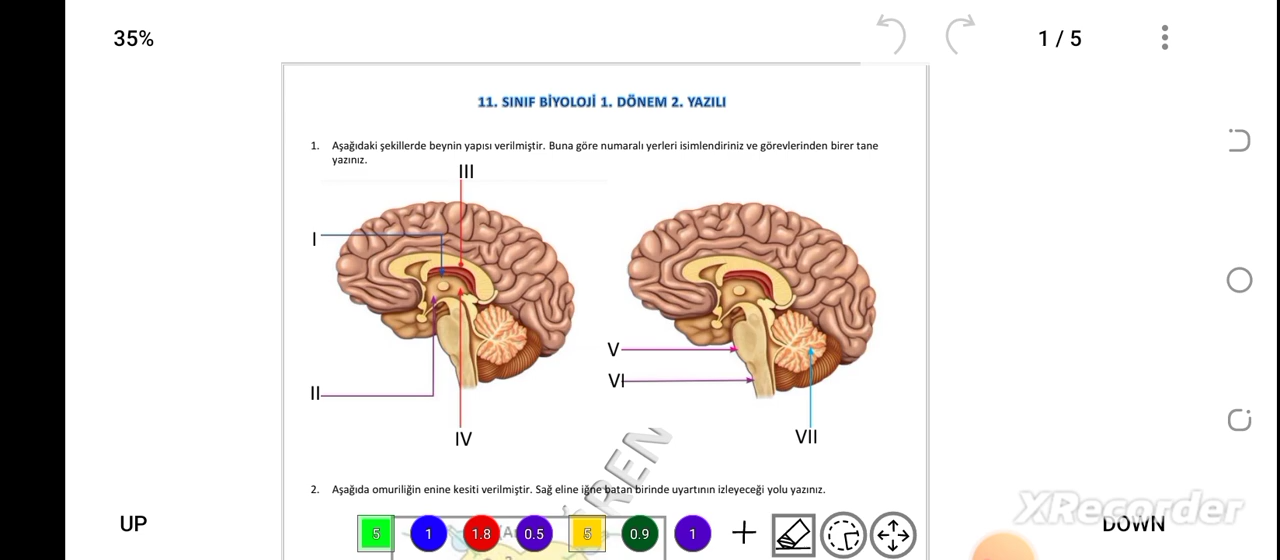 35%
1 / 5
11. SINIF BİYOLOJİ 1. DÖNEM 2. YAZILI
1. Aşağıdaki şekillerde beynin yapısı verilmiştir. Buna göre numaralı yerleri isimlendiriniz ve görevlerinden birer tane
yazınız.
III
I
V
VI
II
IV
VII
REN
2. Aşağıda omuriliğin enine kesiti verilmiştir. Sağ eline iğne batan birinde uyartının izleyeceği yolu yazınız.
XRecorder
UP
5 1 1.8 0.5 5 0.9 1
DOWN